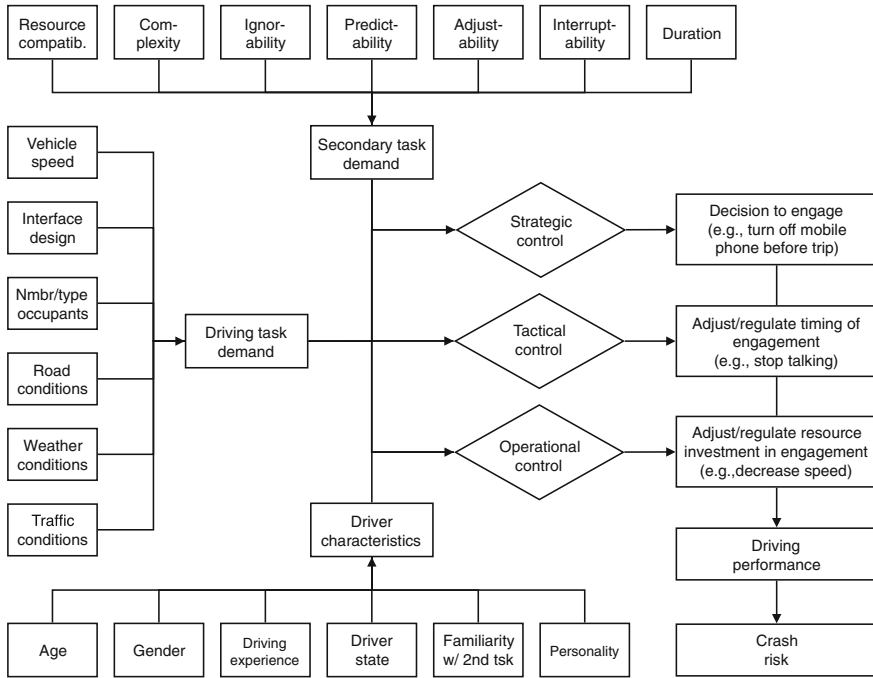 Resource
compatib.
Com-
plexity
Ignor-
ability
Predict-
ability
Adjust-
ability
Interrupt-
ability
Duration
Secondary task
demand
Vehicle
speed
Interface
design
Nmbr/type
occupants
Road
conditions
Weather
conditions
Traffic
conditions
Driving task
demand
Strategic
control
Decision to engage
(e.g., turn off mobile
phone before trip)
Tactical
control
Adjust/regulate timing of
engagement
(e.g., stop talking)
Operational
control
Adjust/regulate resource
investment in engagement
(e.g.,decrease speed)
Driver
characteristics
Driving
performance
Age
Gender
Driving
experience
Driver
state
Familiarity
w/ 2nd tsk
Personality
Crash
risk